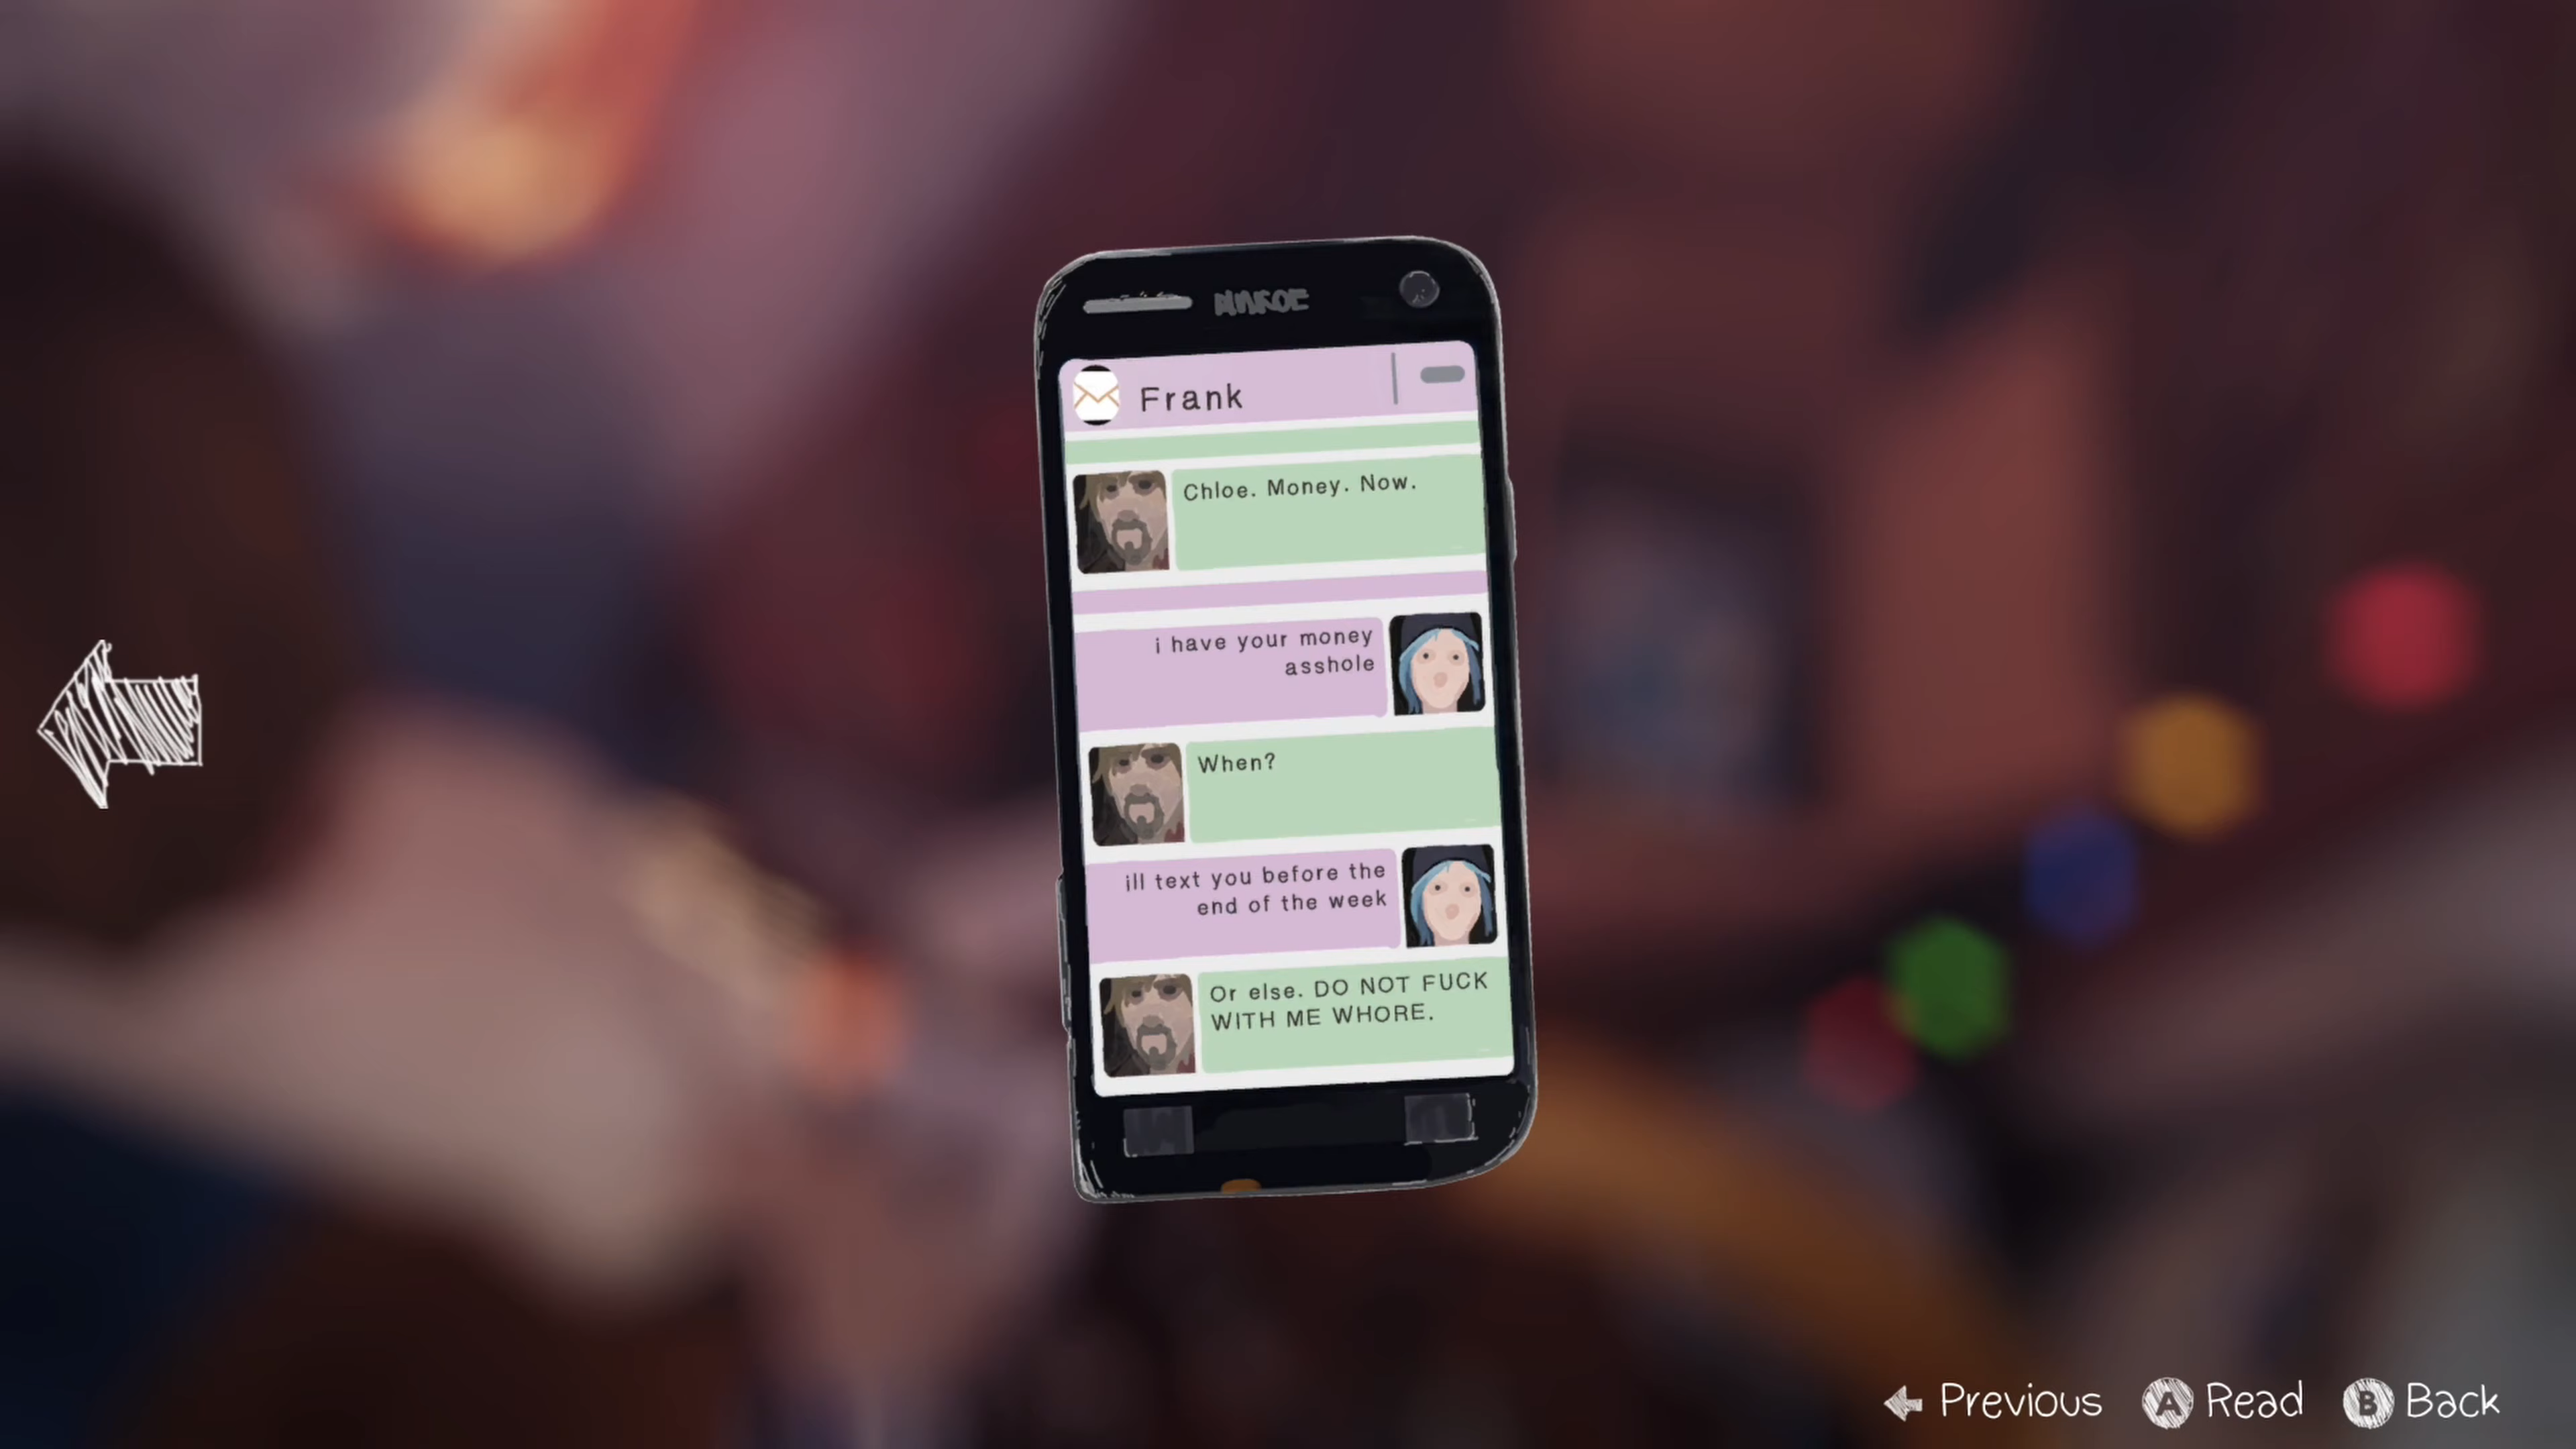 Frank
Chloe. Money. Now.
i have your money
asshole
When?
ill text you before the
end of the week
Or else. DO NOT FUCK
WITH ME WHORE.
Previous
A Read
B Back